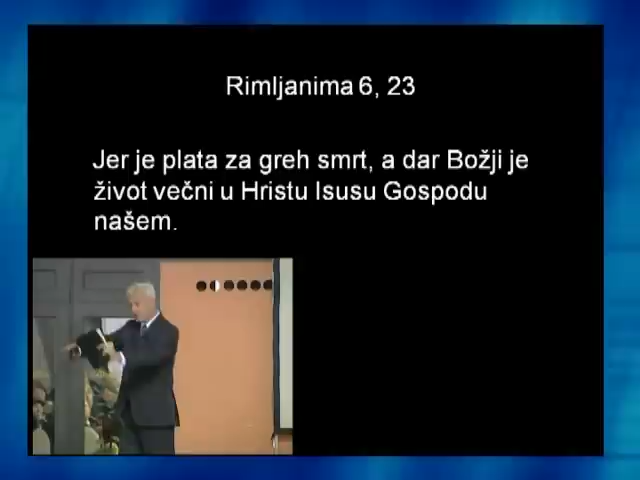 Rimljanima 6, 23
Jer je plata za greh smrt, a dar Božji je
život večni u Hristu Isusu Gospodu
našem.